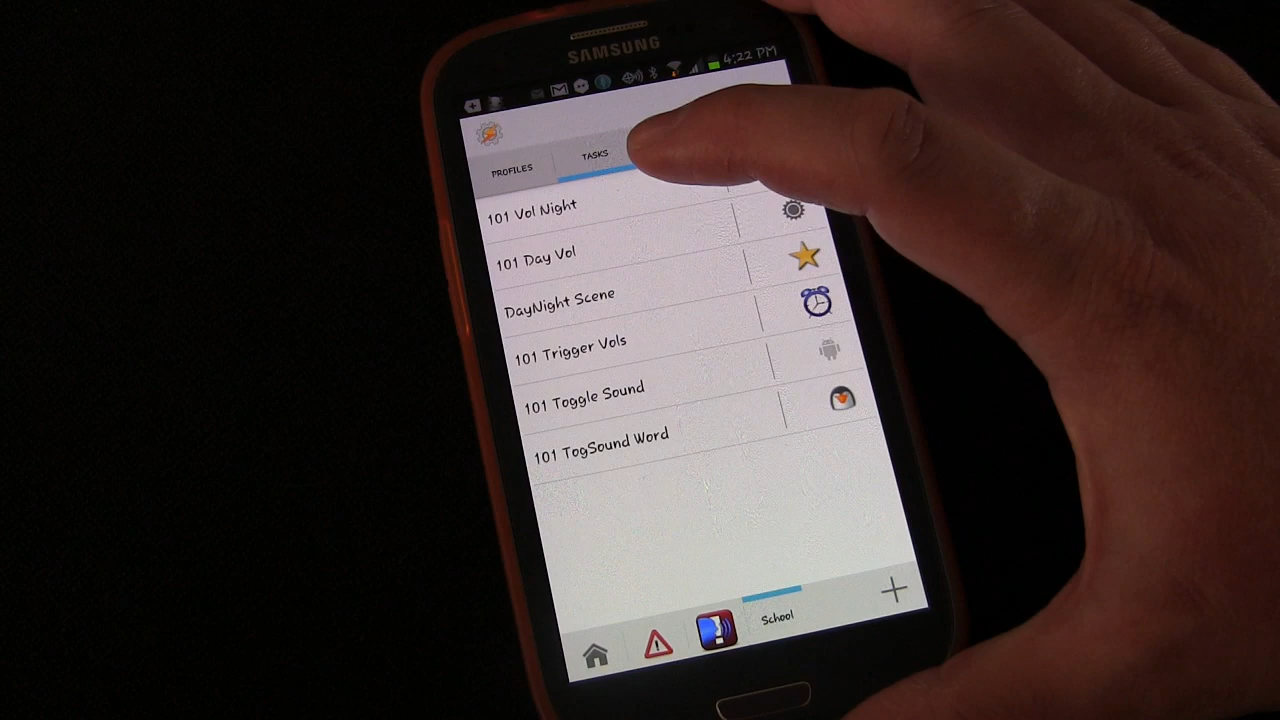 SAMSUNG
4:22 PM
PROFILES
TASKS
101 Vol Night
101 Day Vol
DayNight Scene
101 Trigger Vols
101 Toggle Sound
101 TogSound Word
School